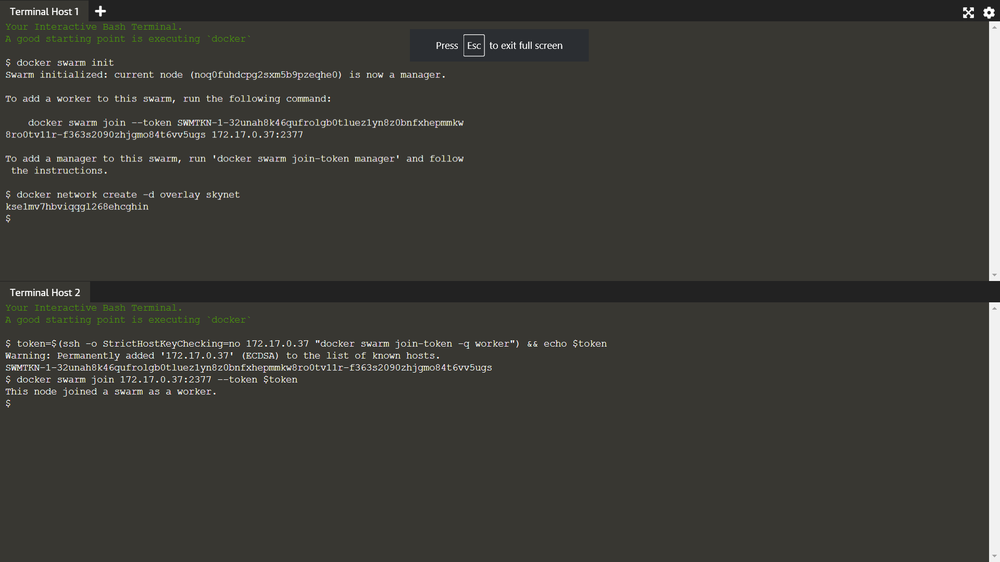 Terminal Host 1
Your Interactive Bash Terminal.
A good starting point is executing `docker`
Press Esc to exit full screen
$ docker swarm init
Swarm initialized: current node (noq0fuhdcpg2sxm5b9pzeqhe0) is now a manager.
To add a worker to this swarm, run the following command:
docker swarm join --token SWMTKN-1-32unah8k46qufrolgb0tluez1yn8z0bnfxhepmmkw
8ro0tv11r-f363s2090zhjgmo84t6vv5ugs 172.17.0.37:2377
To add a manager to this swarm, run 'docker swarm join-token manager' and follow
the instructions.
$ docker network create -d overlay skynet
kse1mv7hbviqqgl268ehcghin
$
Terminal Host 2
Your Interactive Bash Terminal.
A good starting point is executing `docker`
$ token=$(ssh -o StrictHostKeyChecking=no 172.17.0.37 "docker swarm join-token -q worker") && echo $token
Warning: Permanently added '172.17.0.37' (ECDSA) to the list of known hosts.
SWMTKN-1-32unah8k46qufrolgb0tluez1yn8z0bnfxhepmmkw8ro0tv11r-f363s2090zhjgmo84t6vv5ugs
$ docker swarm join 172.17.0.37:2377 --token $token
This node joined a swarm as a worker.
$